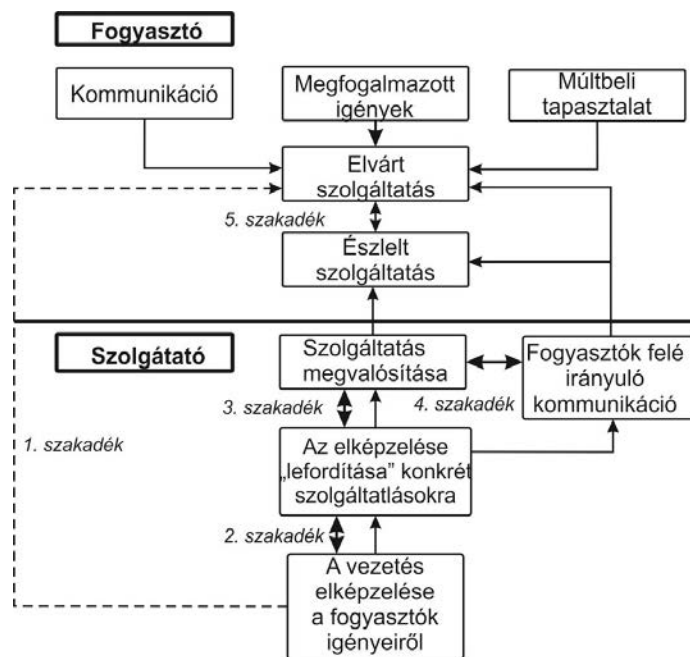 Fogyasztó
Kommunikáció
Megfogalmazott
igények
Múltbeli
tapasztalat
Elvárt
szolgáltatás
5. szakadék
Észlelt
szolgáltatás
Szolgátató
Szolgáltatás
megvalósítása
Fogyasztók felé
irányuló
kommunikáció
3. szakadék
4. szakadék
1. szakadék
Az elképzelése
„lefordítása” konkrét
szolgáltatlásokra
2. szakadék
A vezetés
elképzelése
a fogyasztók
igényeiről